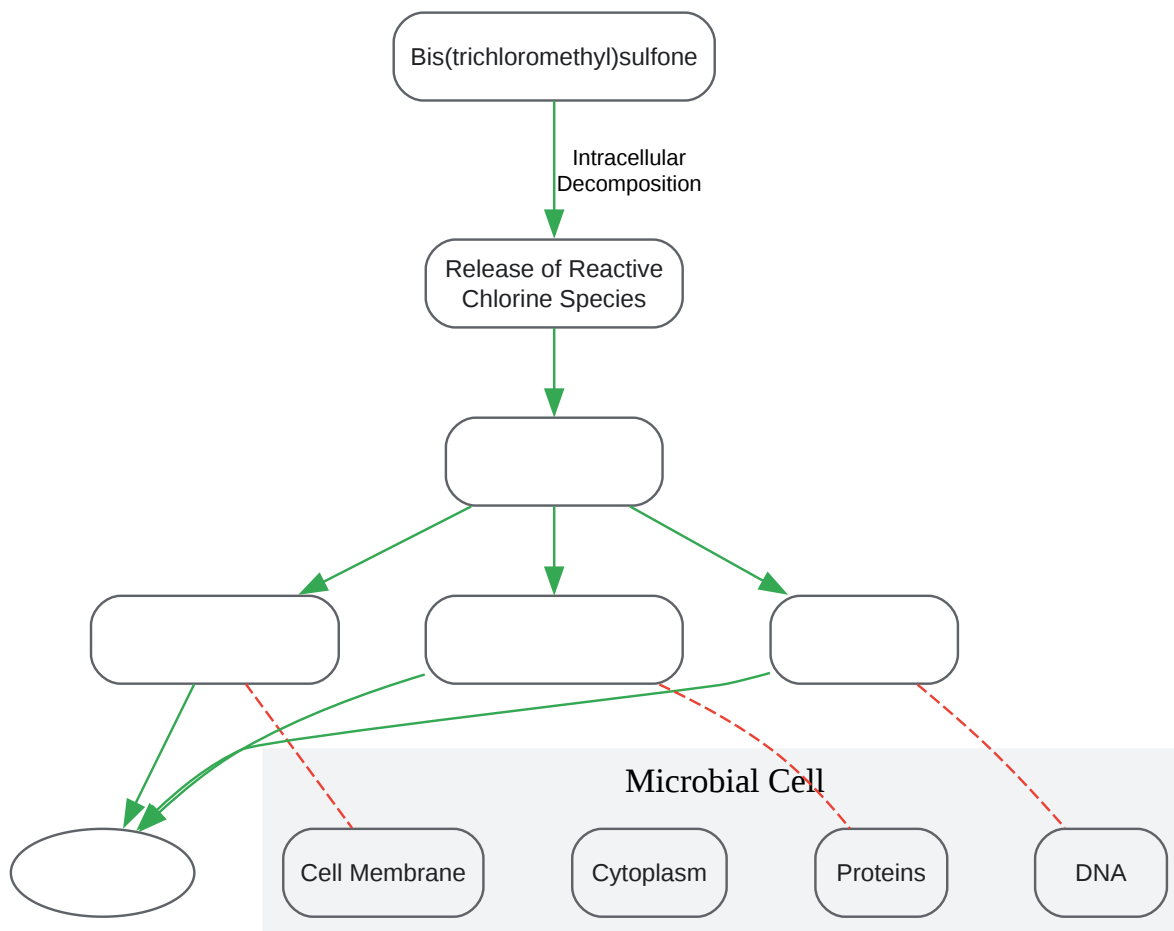 Bis(trichloromethyl)sulfone
Intracellular
Decomposition
Release of Reactive
Chlorine Species
Microbial Cell
Cell Membrane
Cytoplasm
Proteins
DNA